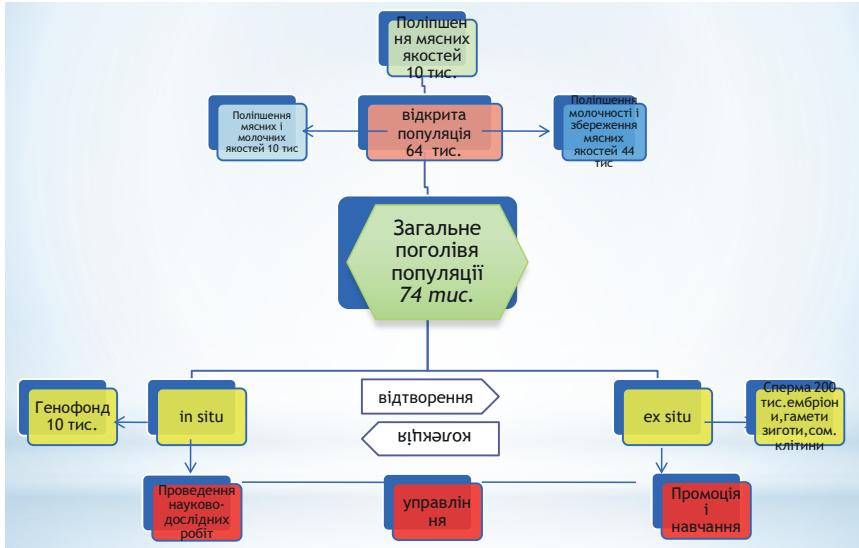 Поліпшен
ня мясних
якостей
10 тис.
Поліпшення
мясних і
молочних
якостей 10 тис
відкрита
популяція
64 тис.
Поліпшення
молочності і
збереження
мясних
якостей 44
тис
Загальне
поголівя
популяції
74 тис.
Генофонд
10 тис.
in situ
відтворення
колекція
ex situ
Сперма 200
тис.ембріон
и,гамети
зиготи,сом.
клітини
Проведення
науково-
дослідних
робіт
управлін
ня
Промоція
і
навчання